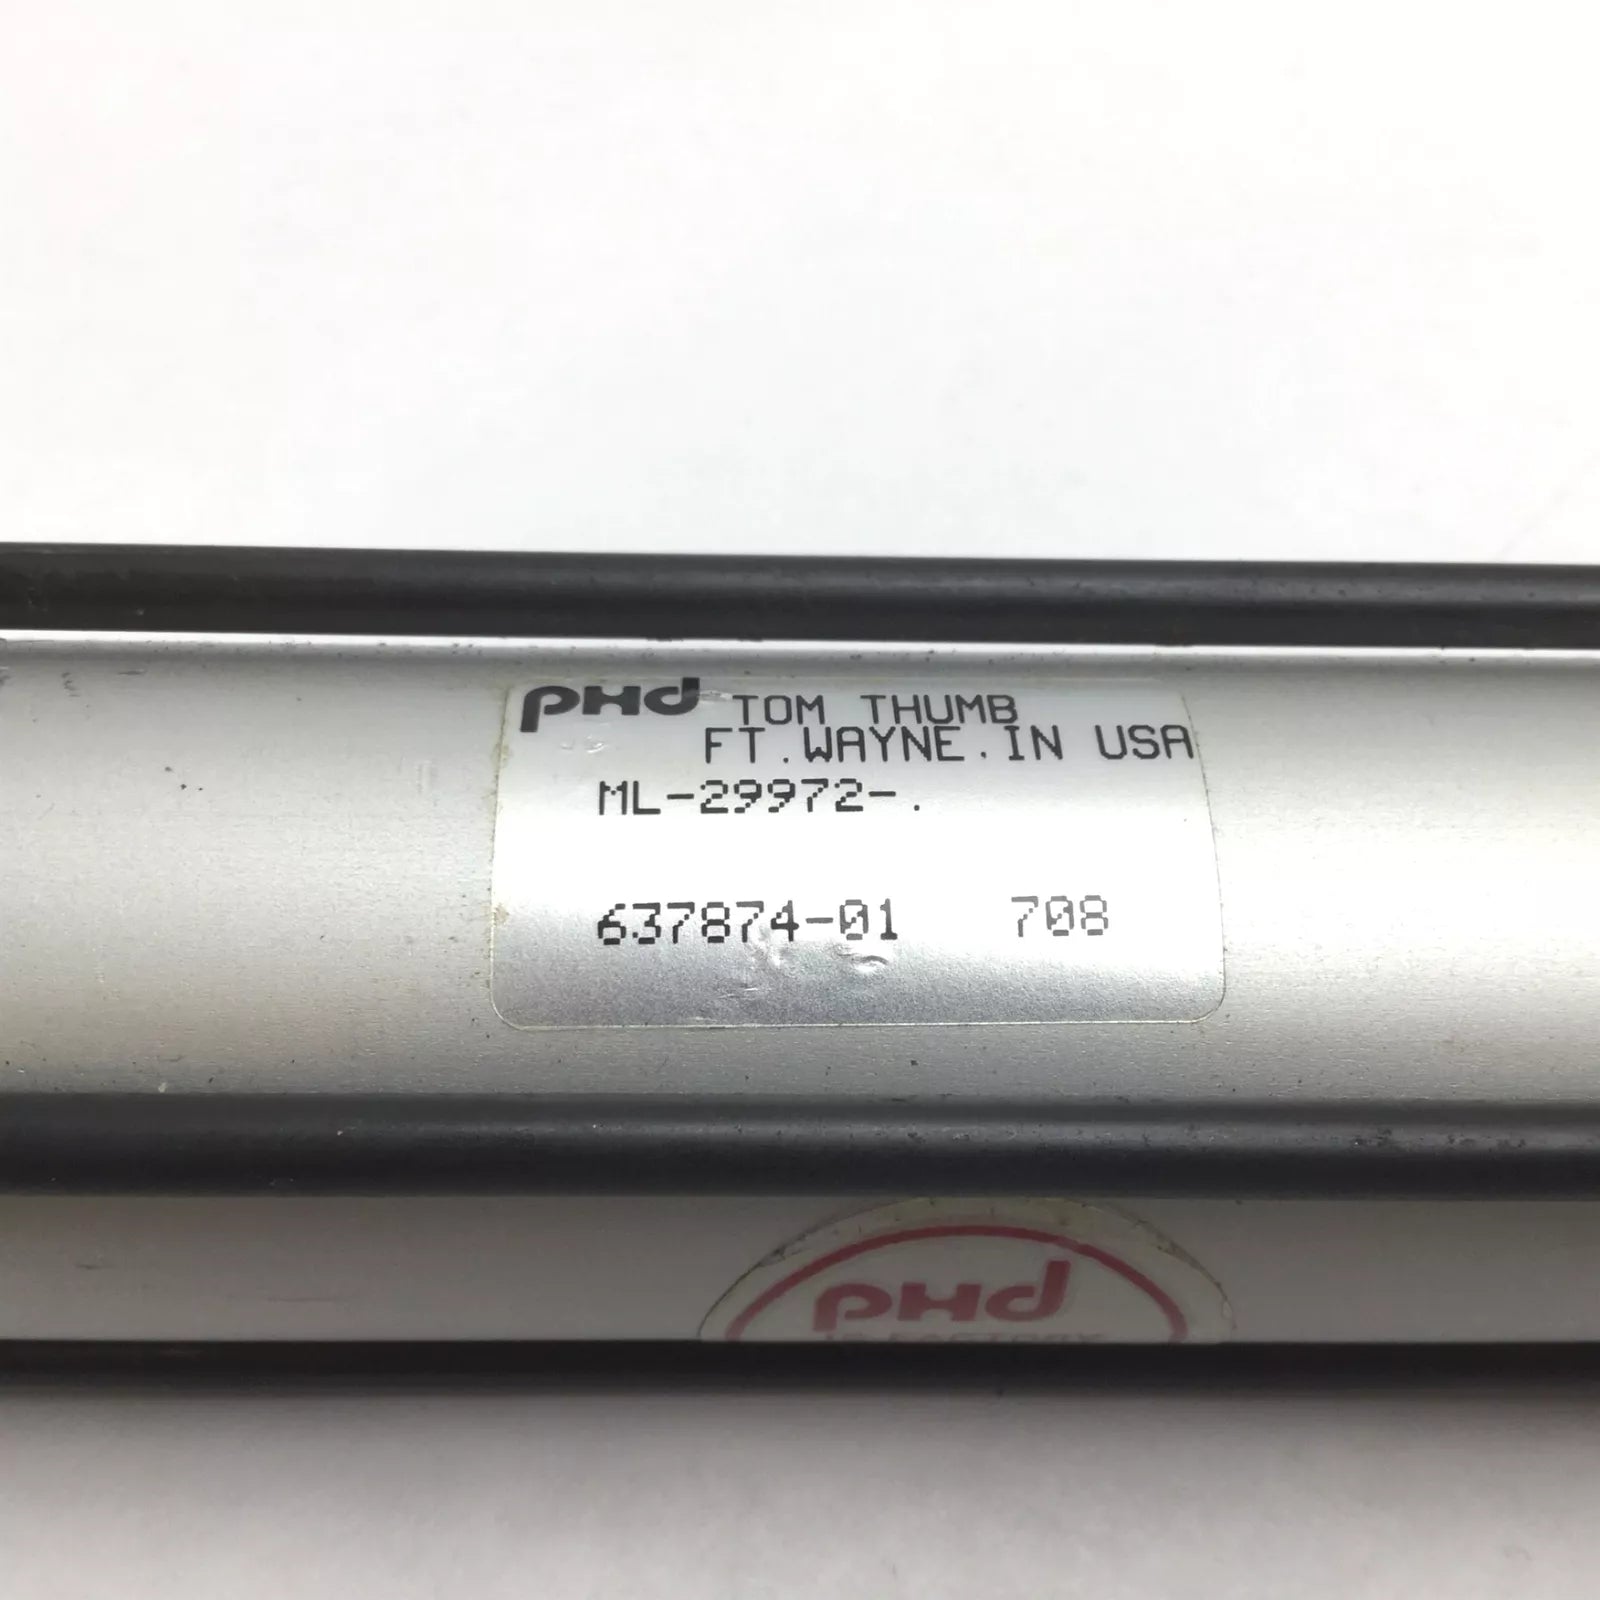 PHd TOM THUMB
FT.WAYNE.IN USA
ML-29972-.
637874-01 708
PHd